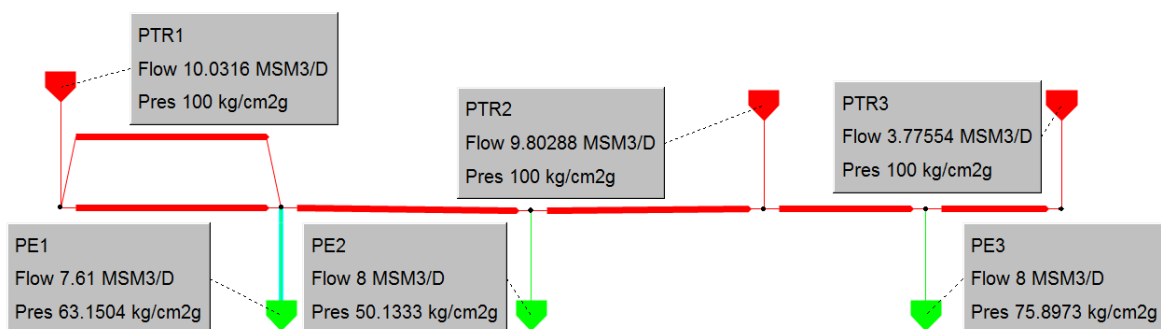 PTR1
Flow 10.0316 MSM3/D
Pres 100 kg/cm2g
PTR2
Flow 9.80288 MSM3/D
Pres 100 kg/cm2g
PTR3
Flow 3.77554 MSM3/D
Pres 100 kg/cm2g
PE1
Flow 7.61 MSM3/D
Pres 63.1504 kg/cm2g
PE2
Flow 8 MSM3/D
Pres 50.1333 kg/cm2g
PE3
Flow 8 MSM3/D
Pres 75.8973 kg/cm2g